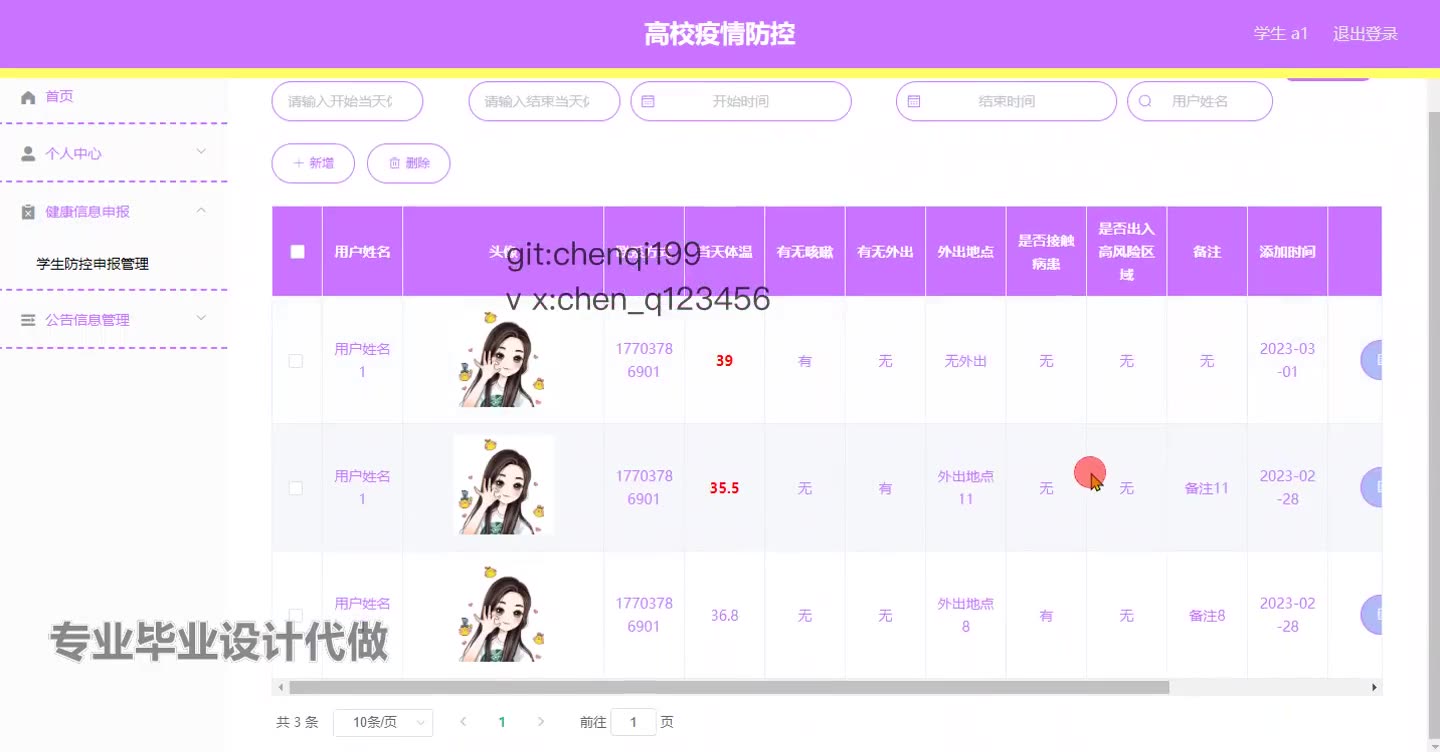 高校疫情防控
学生 a1
退出登录
首页
个人中心
健康信息申报
学生防控申报管理
公告信息管理
请输入开始当天
请输入结束当天
开始时间
结束时间
用户姓名
新增
删除
用户姓名
头像
当天体温
有无咳嗽
有无外出
外出地点
是否接触
病患
是否出入
高风险区
域
备注
添加时间
git:chenqi199
v x:chen_q123456
用户姓名
1
1770378
6901
39
有
无
无外出
无
无
无
2023-03
-01
用户姓名
1
1770378
6901
35.5
无
有
外出地点
11
无
无
备注11
2023-02
-28
用户姓名
1770378
6901
36.8
无
无
外出地点
8
有
无
备注8
2023-02
-28
专业毕业设计代做
共 3 条
10条/页
1
前往
1
页